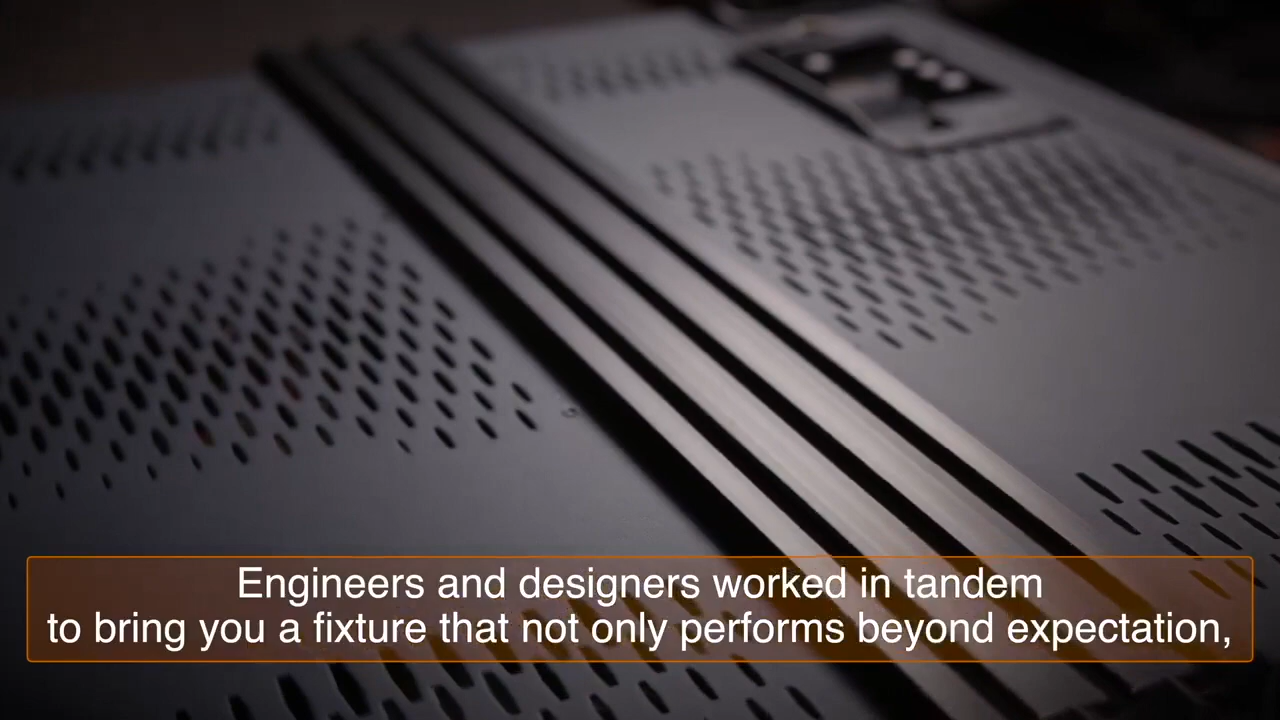 Engineers and designers worked in tandem
to bring you a fixture that not only performs beyond expectation,